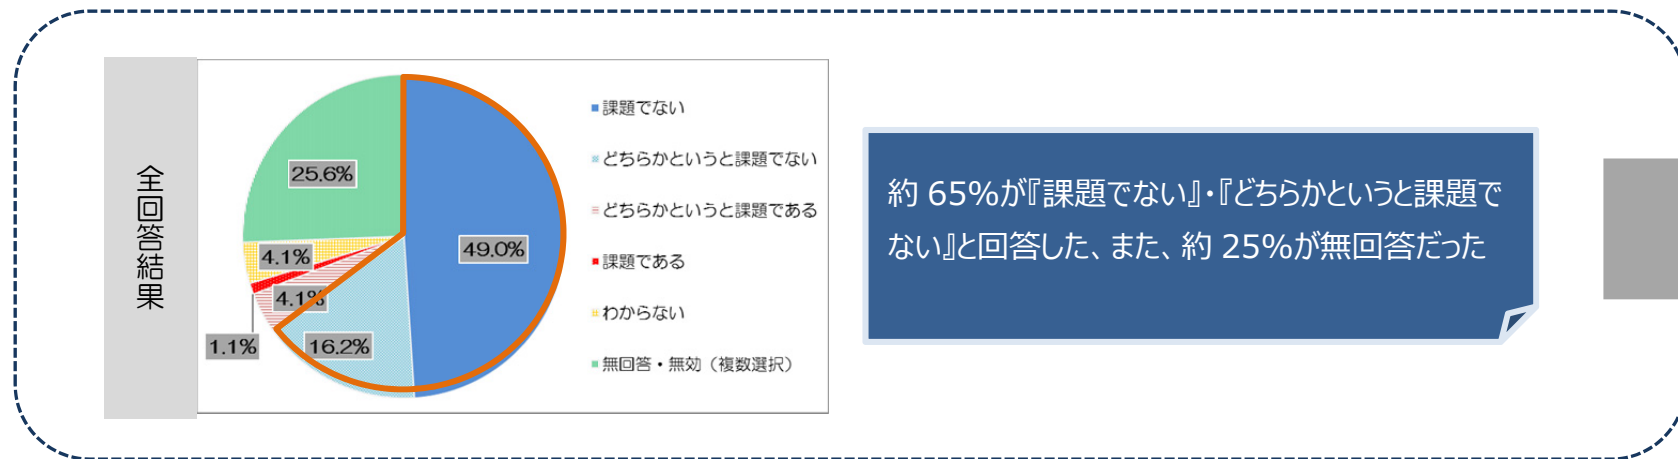 全回答結果
25.6%
49.0%
4.1%
4.1%
1.1%
16.2%
課題でない
どちらかというと課題でない
どちらかというと課題である
課題である
わからない
無回答・無効（複数選択）
約 65%が『課題でない』・『どちらかというと課題で
ない』と回答した、また、約 25%が無回答だった